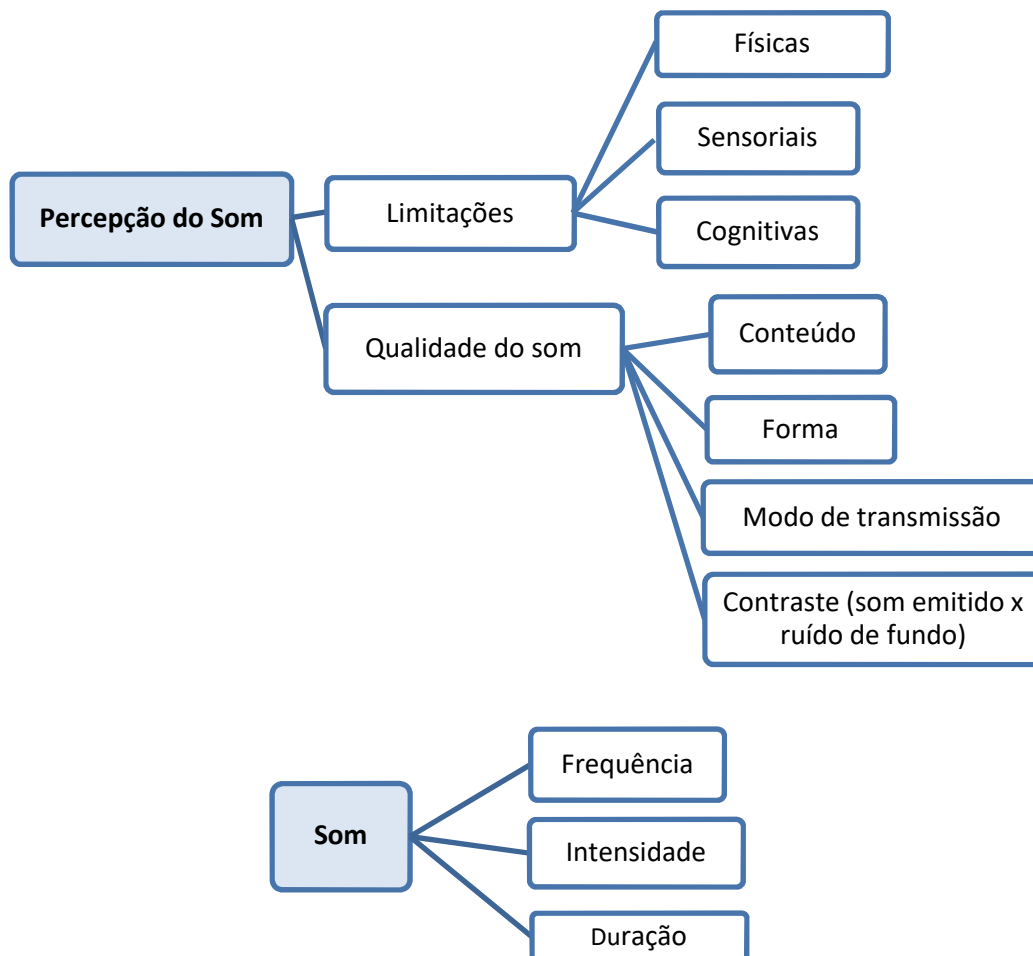 Percepção do Som
Limitações
Físicas
Sensoriais
Cognitivas
Qualidade do som
Conteúdo
Forma
Modo de transmissão
Contraste (som emitido x
ruído de fundo)
Som
Frequência
Intensidade
Duração